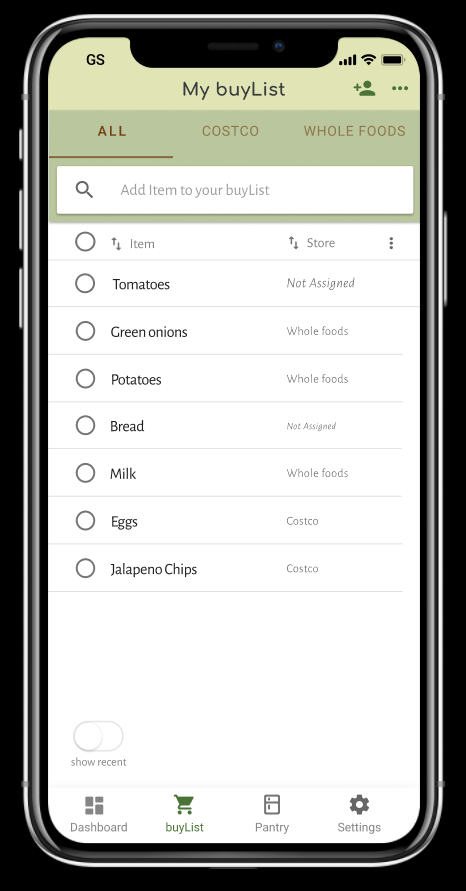 GS
My buyList
ALL COSTCO WHOLE FOODS
Add Item to your buyList
Item Store
Tomatoes Not Assigned
Green onions Whole foods
Potatoes Whole foods
Bread Not Assigned
Milk Whole foods
Eggs Costco
Jalapeno Chips Costco
show recent
Dashboard buyList Pantry Settings